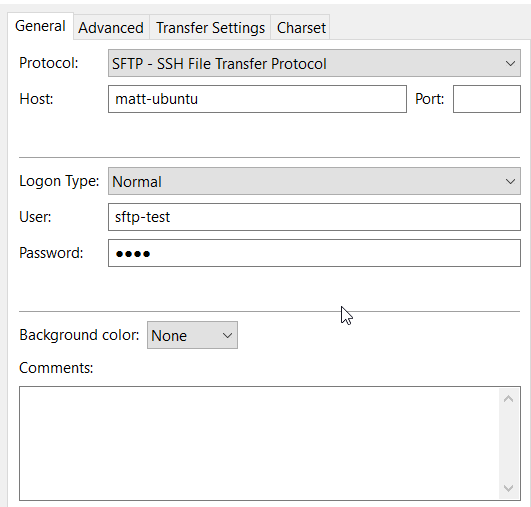 General Advanced Transfer Settings Charset
Protocol: SFTP - SSH File Transfer Protocol
Host: matt-ubuntu Port:
Logon Type: Normal
User: sftp-test
Password: ●●●●
Background color: None
Comments: